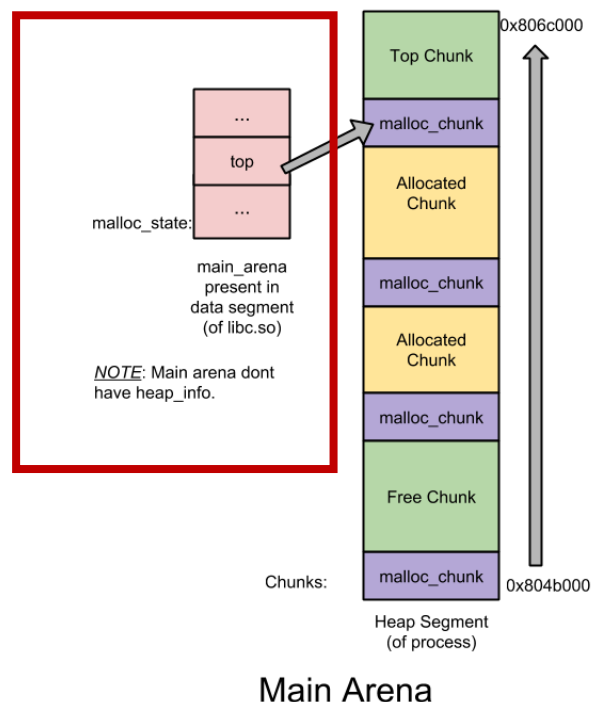 0x806c000
Top Chunk
...
malloc_chunk
top
Allocated
Chunk
...
malloc_state:
main_arena
present in
data segment
(of libc.so)
malloc_chunk
Allocated
Chunk
NOTE: Main arena dont
have heap_info.
malloc_chunk
Free Chunk
Chunks:
malloc_chunk
0x804b000
Heap Segment
(of process)
Main Arena